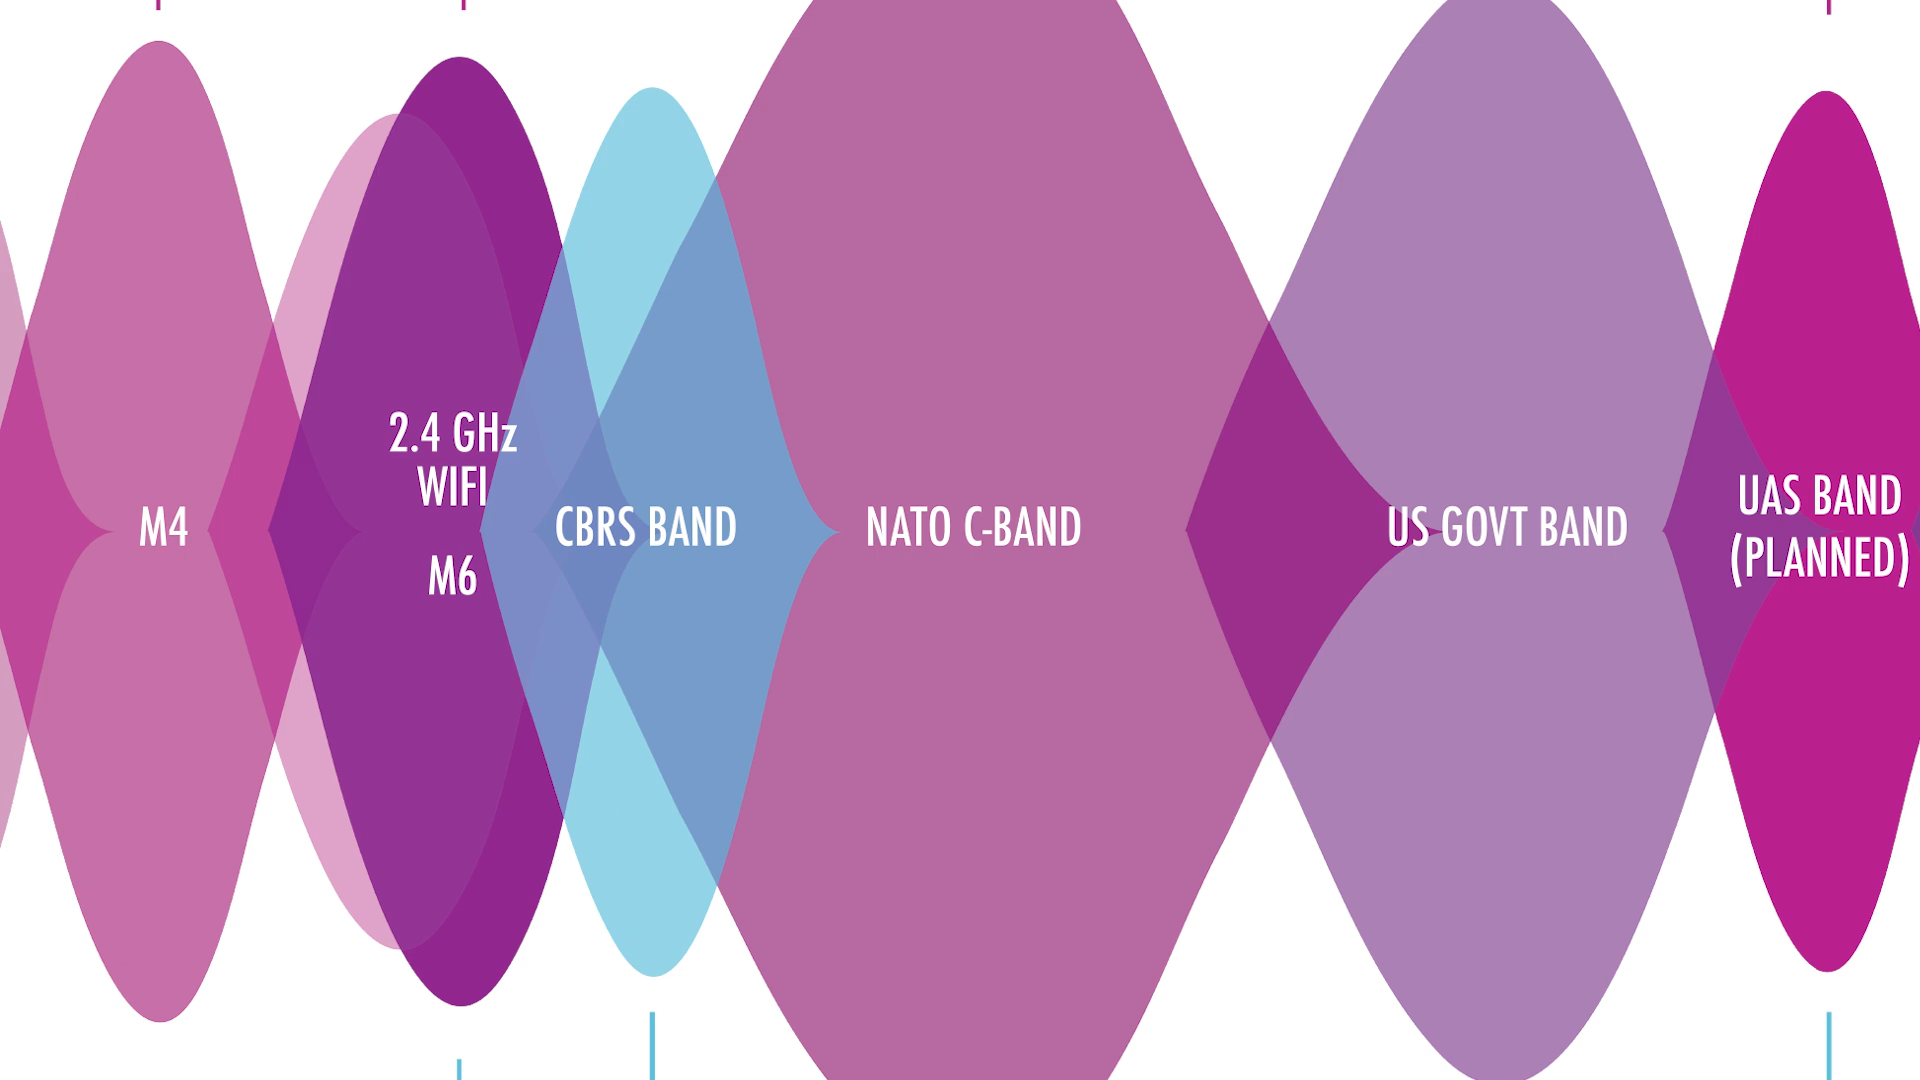 M4
2.4 GHz
WIFI
M6
CBRS BAND
NATO C-BAND
US GOVT BAND
UAS BAND
(PLANNED)